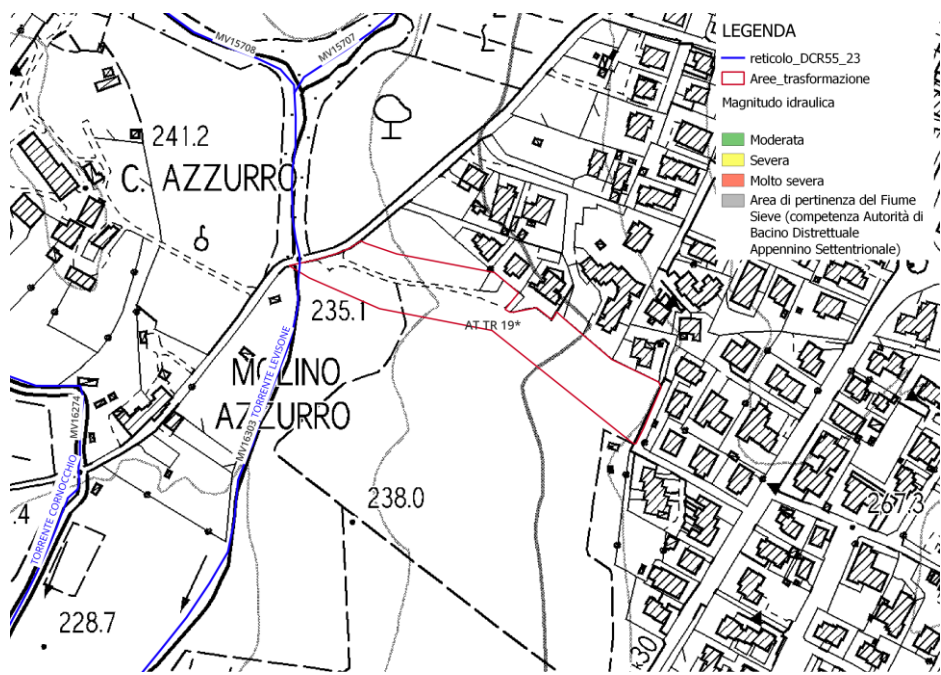 MV15708
MV15707
241.2
C. AZZURRO
235.1
AT TR 19*
MOLINO
AZZURRO
TORRENTE LEVISONE
MV16303
MV16274
TORRENTE CORNOCCHIO
.4
238.0
267.3
228.7
30
LEGENDA
reticolo_DCR55_23
Aree_trasformazione
Magnitudo idraulica
Moderata
Severa
Molto severa
Area di pertinenza del Fiume
Sieve (competenza Autorità di
Bacino Distrettuale
Appennino Settentrionale)